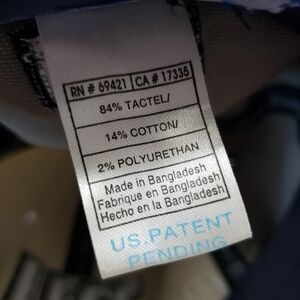 RN # 69421 CA # 17335
84% TACTEL/
14% COTTON/
2% POLYURETHAN
Made in Bangladesh
Fabrique en Bangladesh
Hecho en la Bangladesh
US. PATENT
PENDING